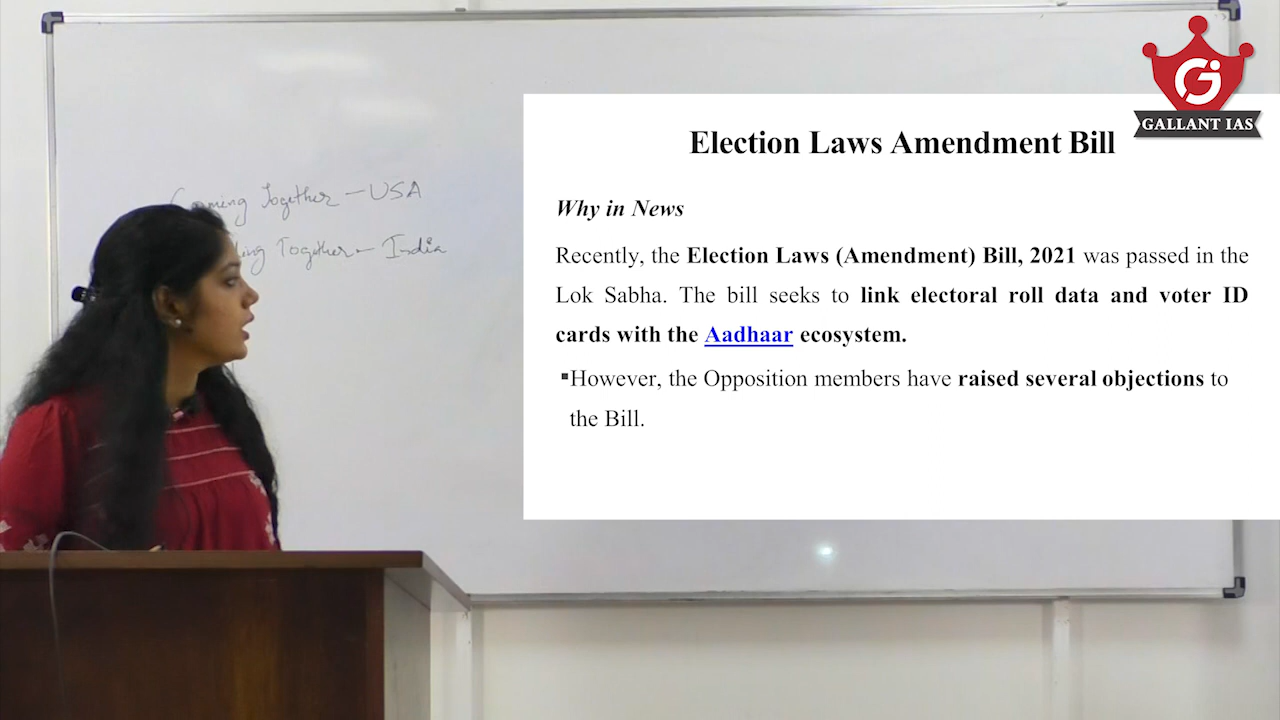 GALLANT IAS
Election Laws Amendment Bill
Why in News
Recently, the Election Laws (Amendment) Bill, 2021 was passed in the
Lok Sabha. The bill seeks to link electoral roll data and voter ID
cards with the Aadhaar ecosystem.
▪However, the Opposition members have raised several objections to
the Bill.
Coming Together - USA
Together - India